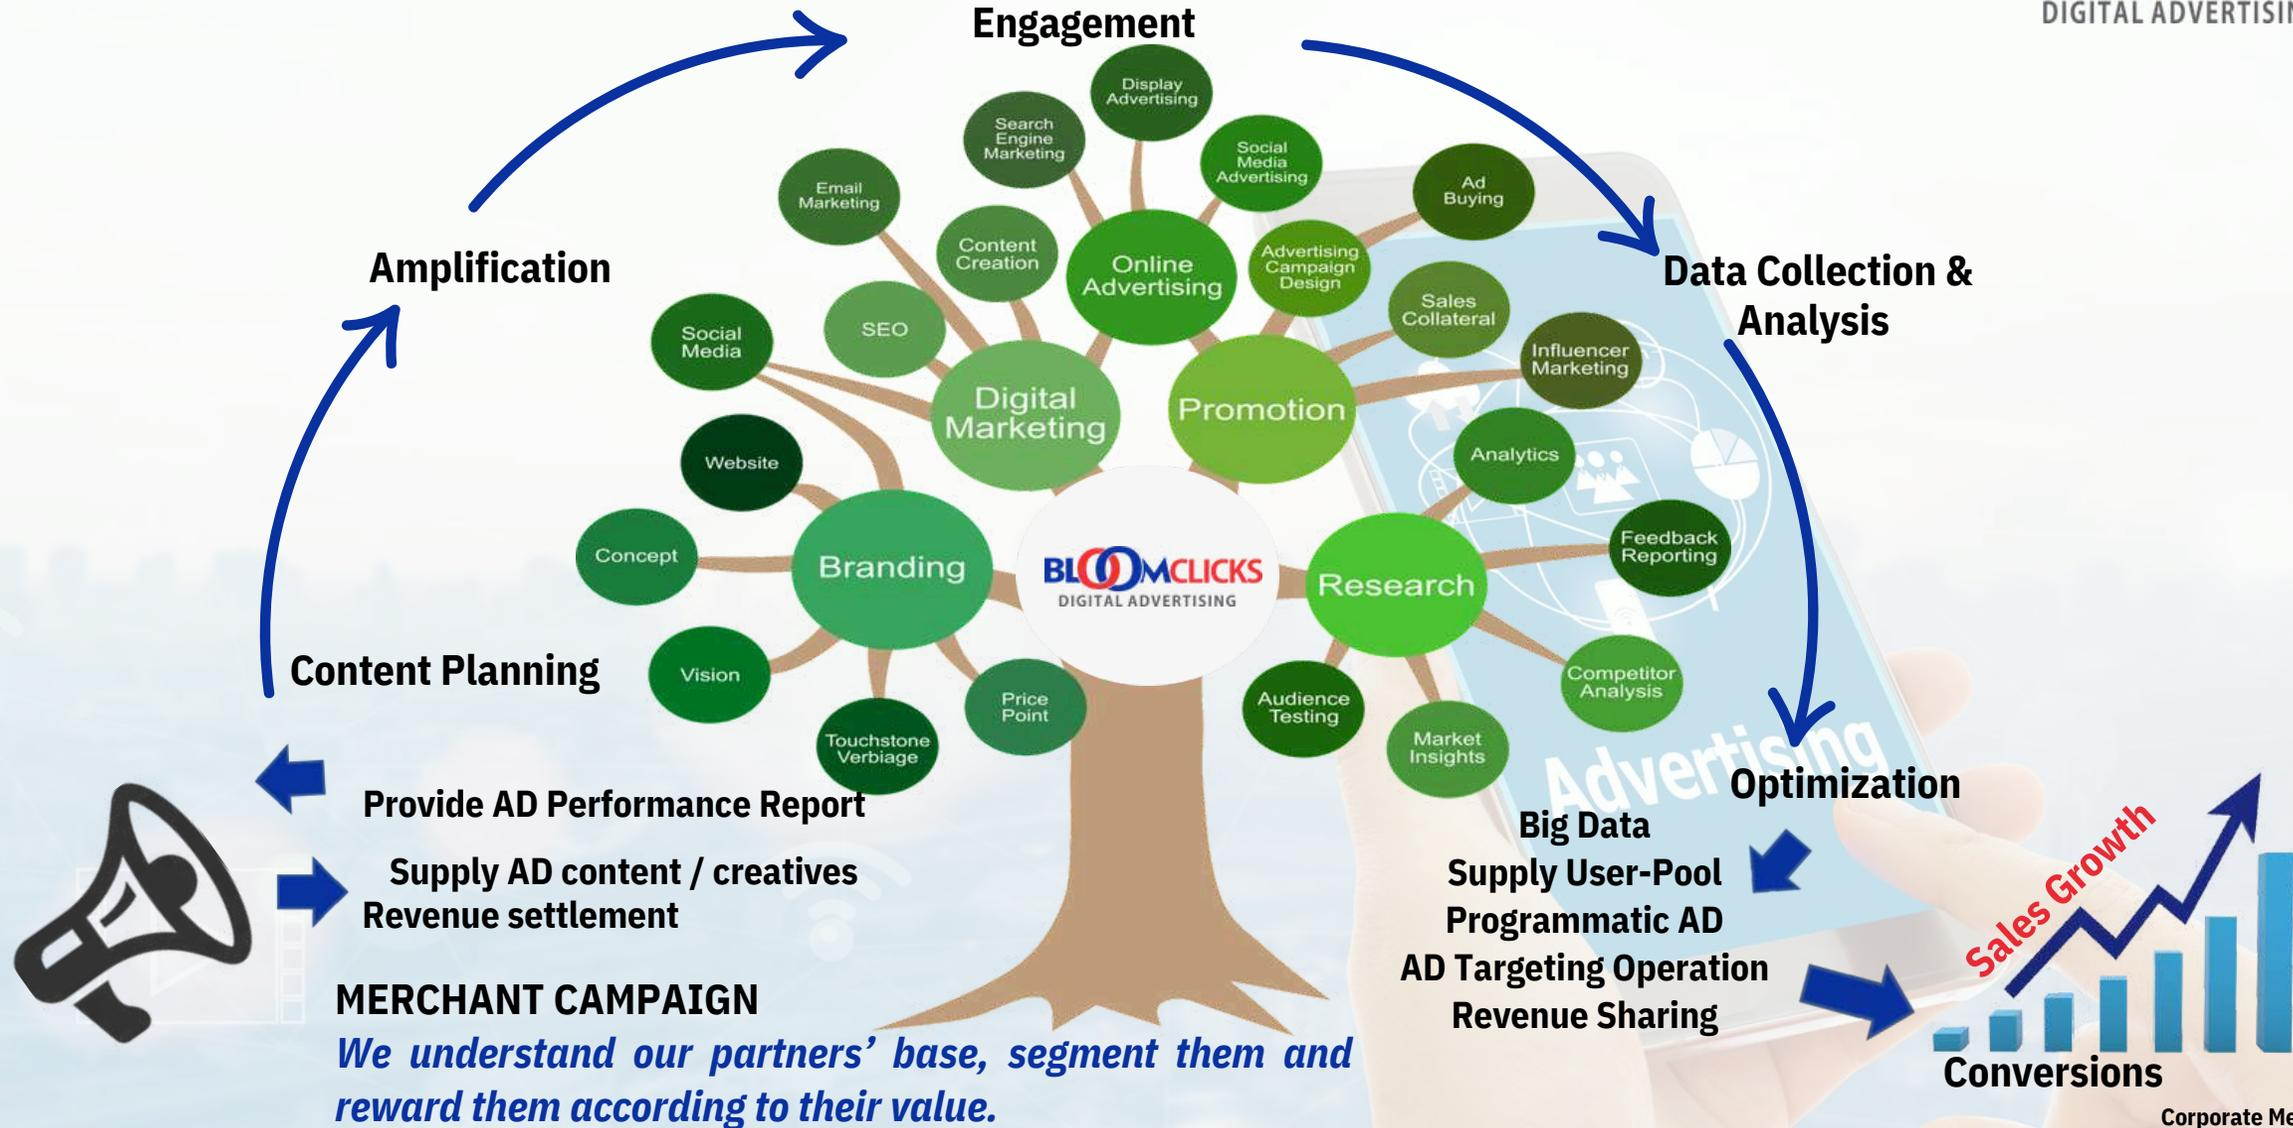 Engagement
DIGITAL ADVERTISIN
Display
Advertising
Search
Engine
Marketing
Social
Media
Advertising
Email
Marketing
Ad
Buying
Content
Creation
Online
Advertising
Advertising
Campaign
Design
Amplification
Data Collection &
Analysis
Social
Media
SEO
Sales
Collateral
Influencer
Marketing
Digital
Marketing
Promotion
Website
Analytics
Concept
Branding
BLOOMCLICKS
DIGITAL ADVERTISING
Research
Feedback
Reporting
Content Planning
Vision
Price
Point
Touchstone
Verbiage
Audience
Testing
Market
Insights
Competitor
Analysis
Advertising
Optimization
Provide AD Performance Report
Supply AD content / creatives
Revenue settlement
Big Data
Supply User-Pool
Programmatic AD
AD Targeting Operation
Revenue Sharing
Sales Growth
Conversions
MERCHANT CAMPAIGN
We understand our partners’ base, segment them and
reward them according to their value.
Corporate Me